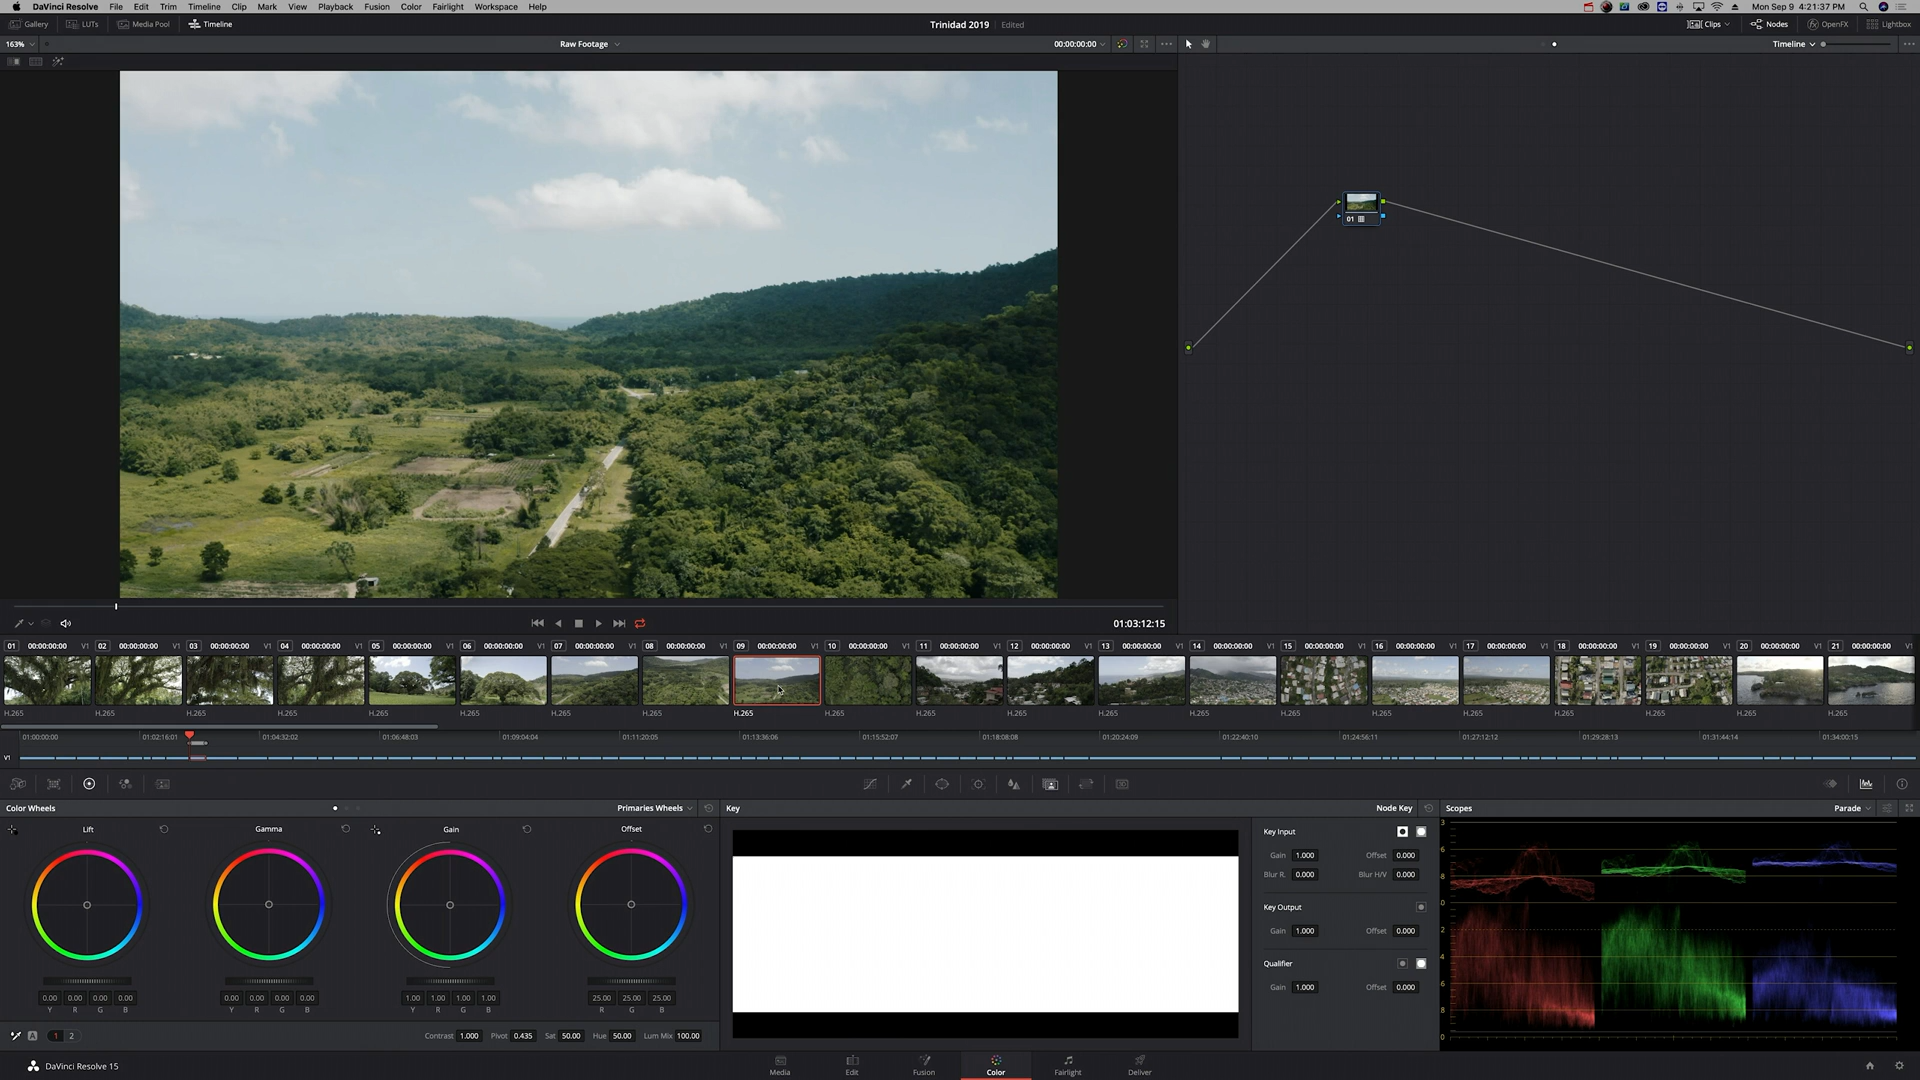 DaVinci Resolve File Edit Trim Timeline Clip Mark View Playback Fusion Color Fairlight Workspace Help
Mon Sep 9 4:21:37 PM
Gallery LUTs Media Pool Timeline
Trinidad 2019 Edited
Clips Nodes OpenFX Lightbox
163%
Raw Footage
00:00:00:00
Timeline
01
01:03:12:15
01 00:00:00:00 V1 02 00:00:00:00 V1 03 00:00:00:00 V1 04 00:00:00:00 V1 05 00:00:00:00 V1 06 00:00:00:00 V1 07 00:00:00:00 V1 08 00:00:00:00 V1 09 00:00:00:00 V1 10 00:00:00:00 V1 11 00:00:00:00 V1 12 00:00:00:00 V1 13 00:00:00:00 V1 14 00:00:00:00 V1 15 00:00:00:00 V1 16 00:00:00:00 V1 17 00:00:00:00 V1 18 00:00:00:00 V1 19 00:00:00:00 V1 20 00:00:00:00 V1 21 00:00:00:00 V1
H.265 H.265 H.265 H.265 H.265 H.265 H.265 H.265 H.265 H.265 H.265 H.265 H.265 H.265 H.265 H.265 H.265 H.265 H.265 H.265 H.265
01:00:00:00 01:02:16:01 01:04:32:02 01:06:48:03 01:09:04:04 01:11:20:05 01:13:36:06 01:15:52:07 01:18:08:08 01:20:24:09 01:22:40:10 01:24:56:11 01:27:12:12 01:29:28:13 01:31:44:14 01:34:00:15
V1
Color Wheels
Primaries Wheels
Key
Node Key
Scopes
Parade
Lift Gamma Gain Offset
0.00 0.00 0.00 0.00
Y R G B
0.00 0.00 0.00 0.00
Y R G B
1.00 1.00 1.00 1.00
Y R G B
25.00 25.00 25.00
R G B
A 1 2
Contrast 1.000 Pivot 0.435 Sat 50.00 Hue 50.00 Lum Mix 100.00
Key Input
Gain 1.000 Offset 0.000
Blur R. 0.000 Blur H/V 0.000
Key Output
Gain 1.000 Offset 0.000
Qualifier
Gain 1.000 Offset 0.000
3
6
8
0
2
4
6
8
0
DaVinci Resolve 15
Media Edit Fusion Color Fairlight Deliver